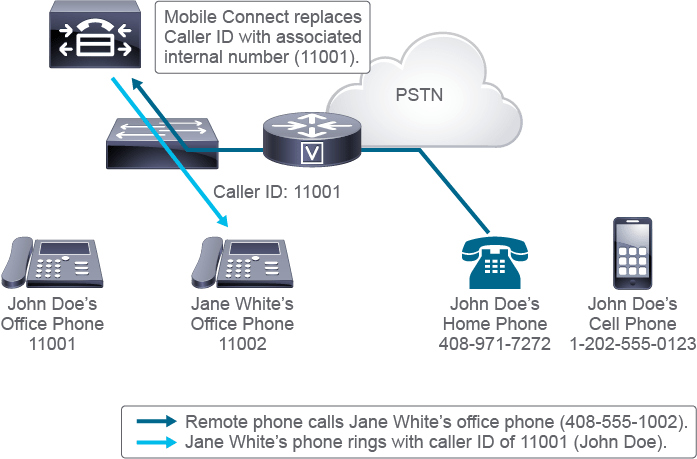 Mobile Connect replaces
Caller ID with associated
internal number (11001).
PSTN
V
Caller ID: 11001
John Doe's
Office Phone
11001
Jane White's
Office Phone
11002
John Doe's
Home Phone
408-971-7272
John Doe's
Cell Phone
1-202-555-0123
Remote phone calls Jane White's office phone (408-555-1002).
Jane White's phone rings with caller ID of 11001 (John Doe).